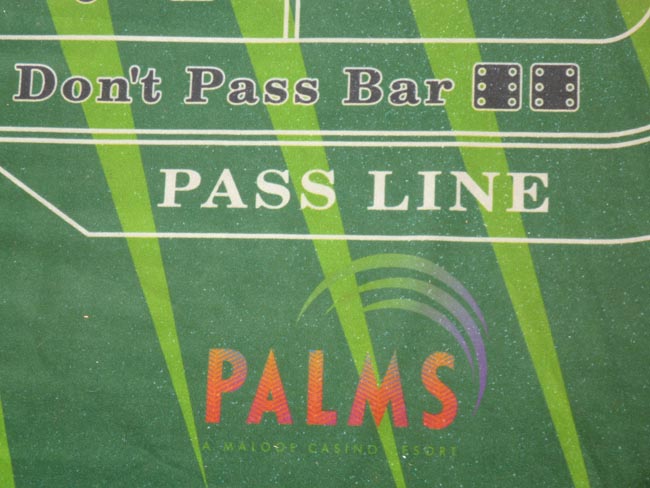 Don't Pass Bar
PASS LINE
PALMS
A MALOOF CASINO RESORT